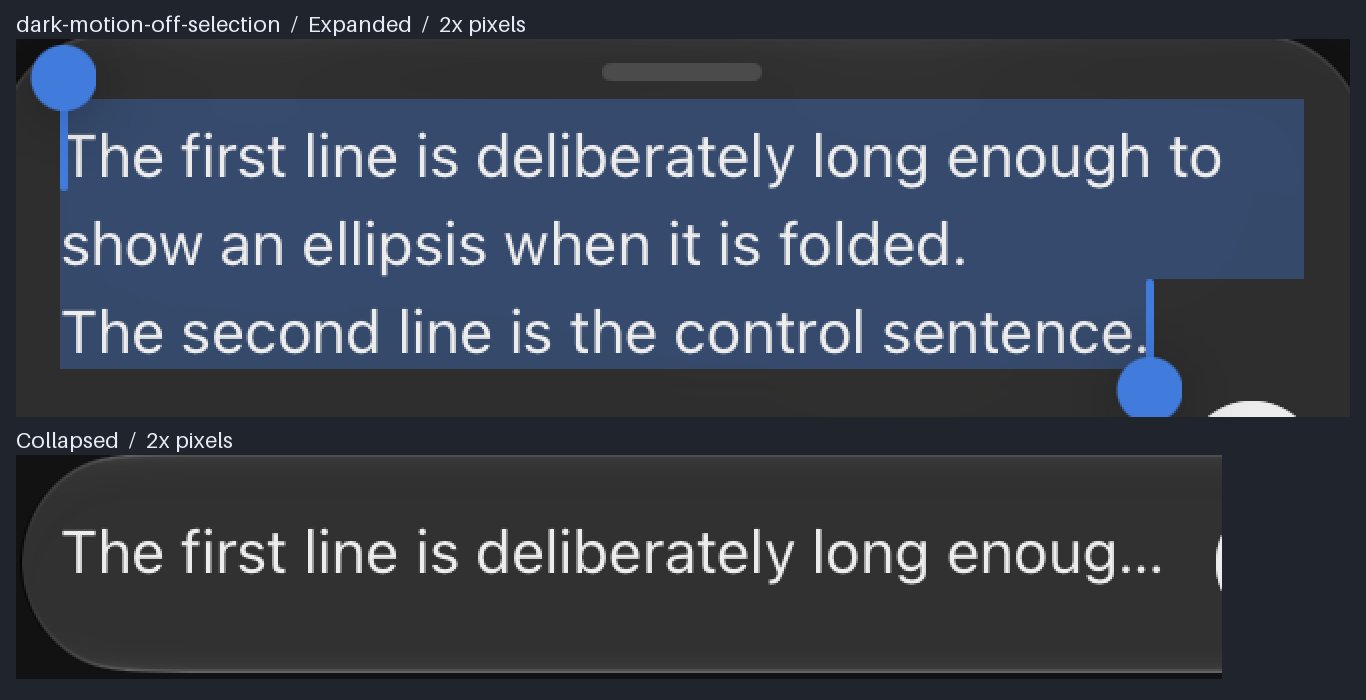 dark-motion-off-selection / Expanded / 2x pixels
The first line is deliberately long enough to
show an ellipsis when it is folded.
The second line is the control sentence.
Collapsed / 2x pixels
The first line is deliberately long enoug...